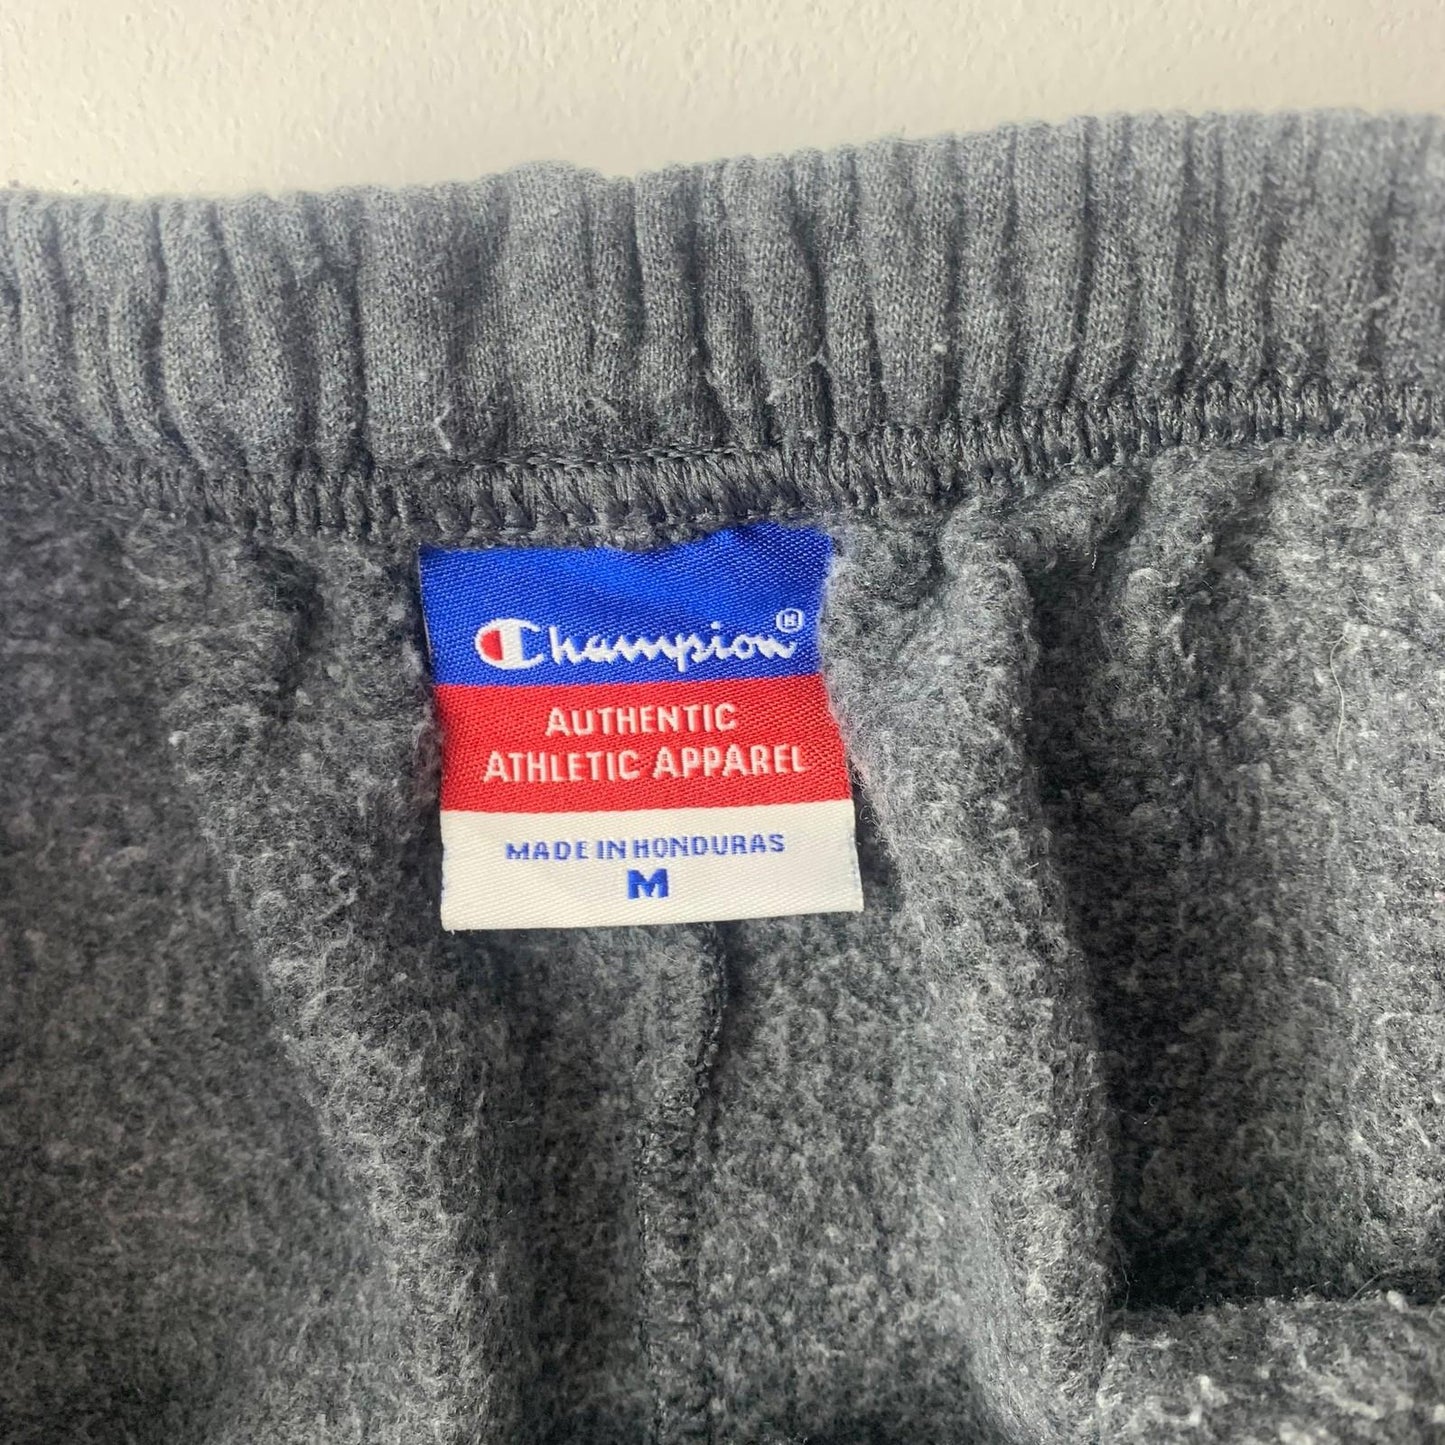 Champion®
AUTHENTIC
ATHLETIC APPAREL
MADE IN HONDURAS
M